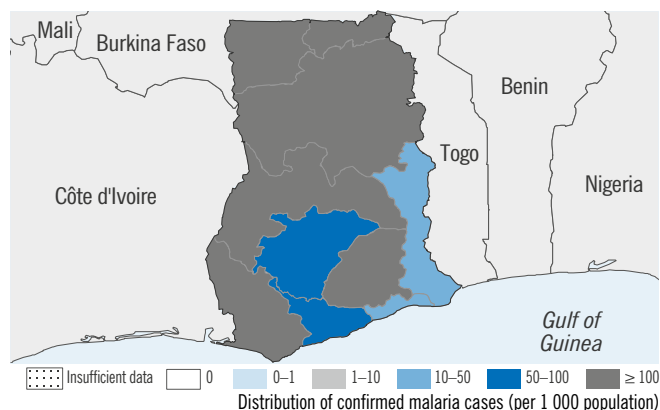 Mali
Burkina Faso
Benin
Togo
Côte d'Ivoire
Nigeria
Gulf of
Guinea
Insufficient data 0 0–1 1–10 10–50 50–100 ≥ 100
Distribution of confirmed malaria cases (per 1 000 population)